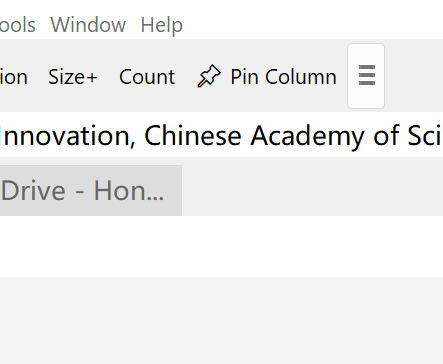 ools Window Help
ion Size+ Count Pin Column
Innovation, Chinese Academy of Sci
Drive - Hon...